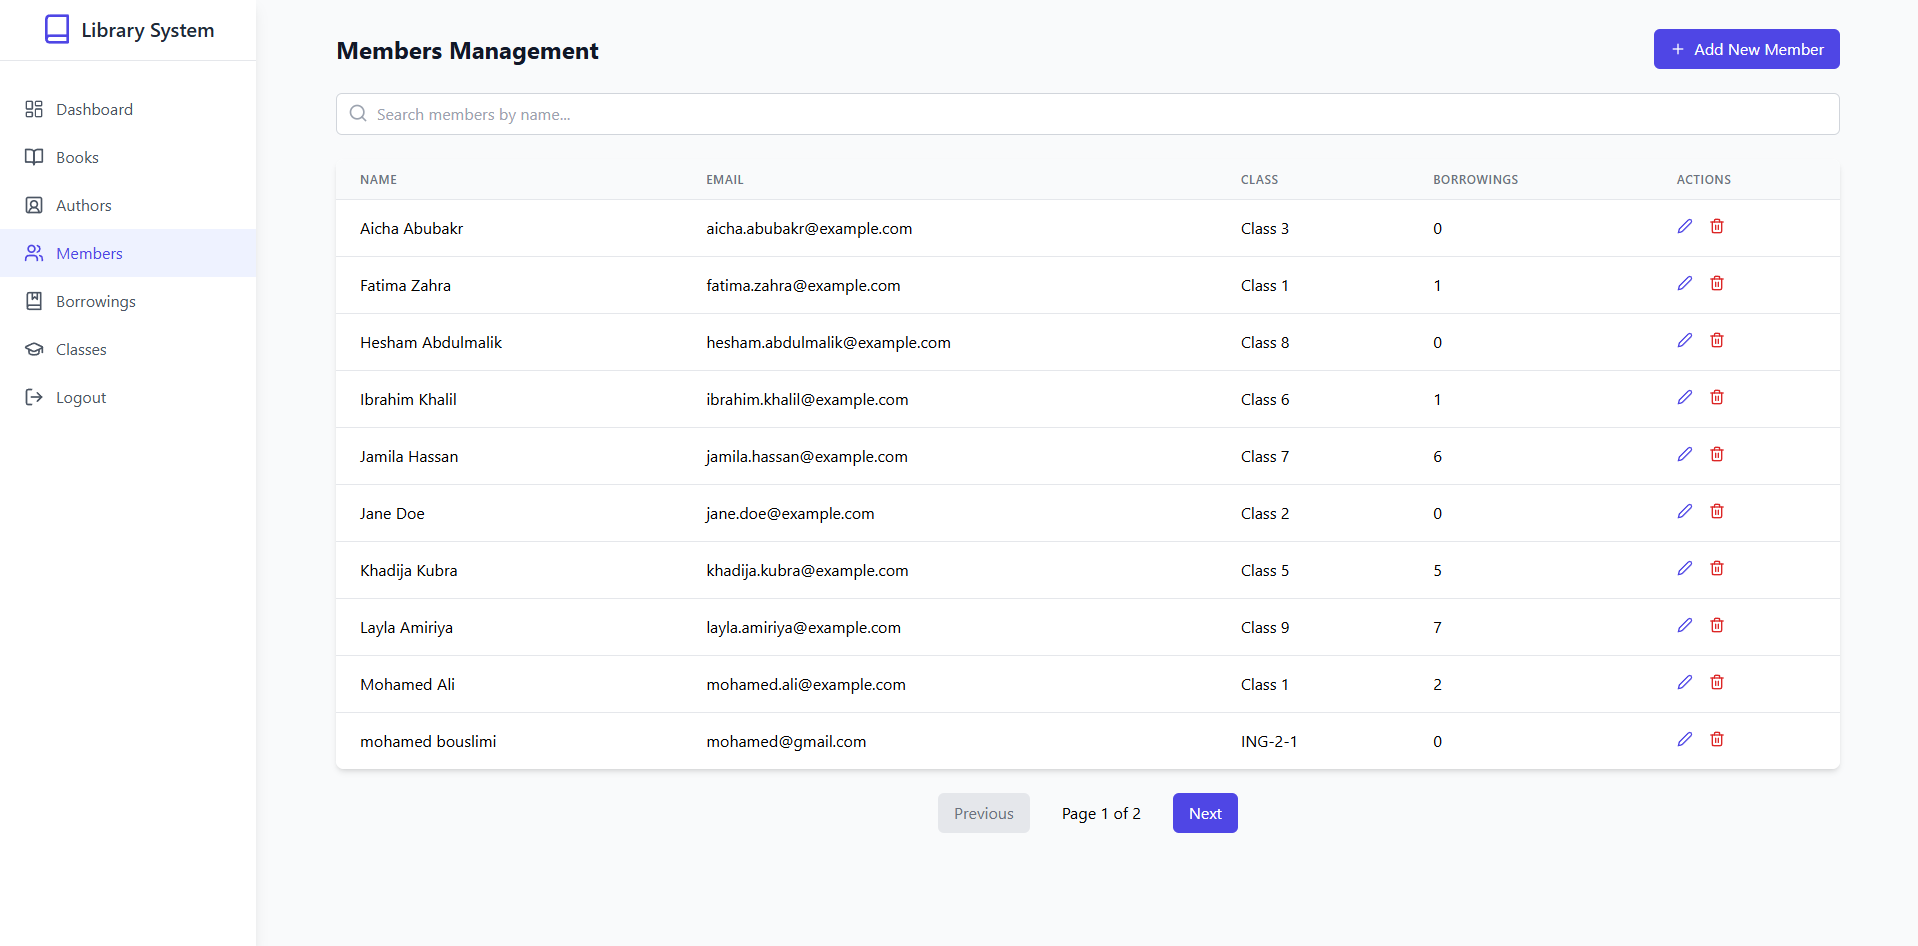 Library System
Dashboard
Books
Authors
Members
Borrowings
Classes
Logout
Members Management
Add New Member
Search members by name...
NAME EMAIL CLASS BORROWINGS ACTIONS
Aicha Abubakr aicha.abubakr@example.com Class 3 0
Fatima Zahra fatima.zahra@example.com Class 1 1
Hesham Abdulmalik hesham.abdulmalik@example.com Class 8 0
Ibrahim Khalil ibrahim.khalil@example.com Class 6 1
Jamila Hassan jamila.hassan@example.com Class 7 6
Jane Doe jane.doe@example.com Class 2 0
Khadija Kubra khadija.kubra@example.com Class 5 5
Layla Amiriya layla.amiriya@example.com Class 9 7
Mohamed Ali mohamed.ali@example.com Class 1 2
mohamed bouslimi mohamed@gmail.com ING-2-1 0
Previous Page 1 of 2 Next